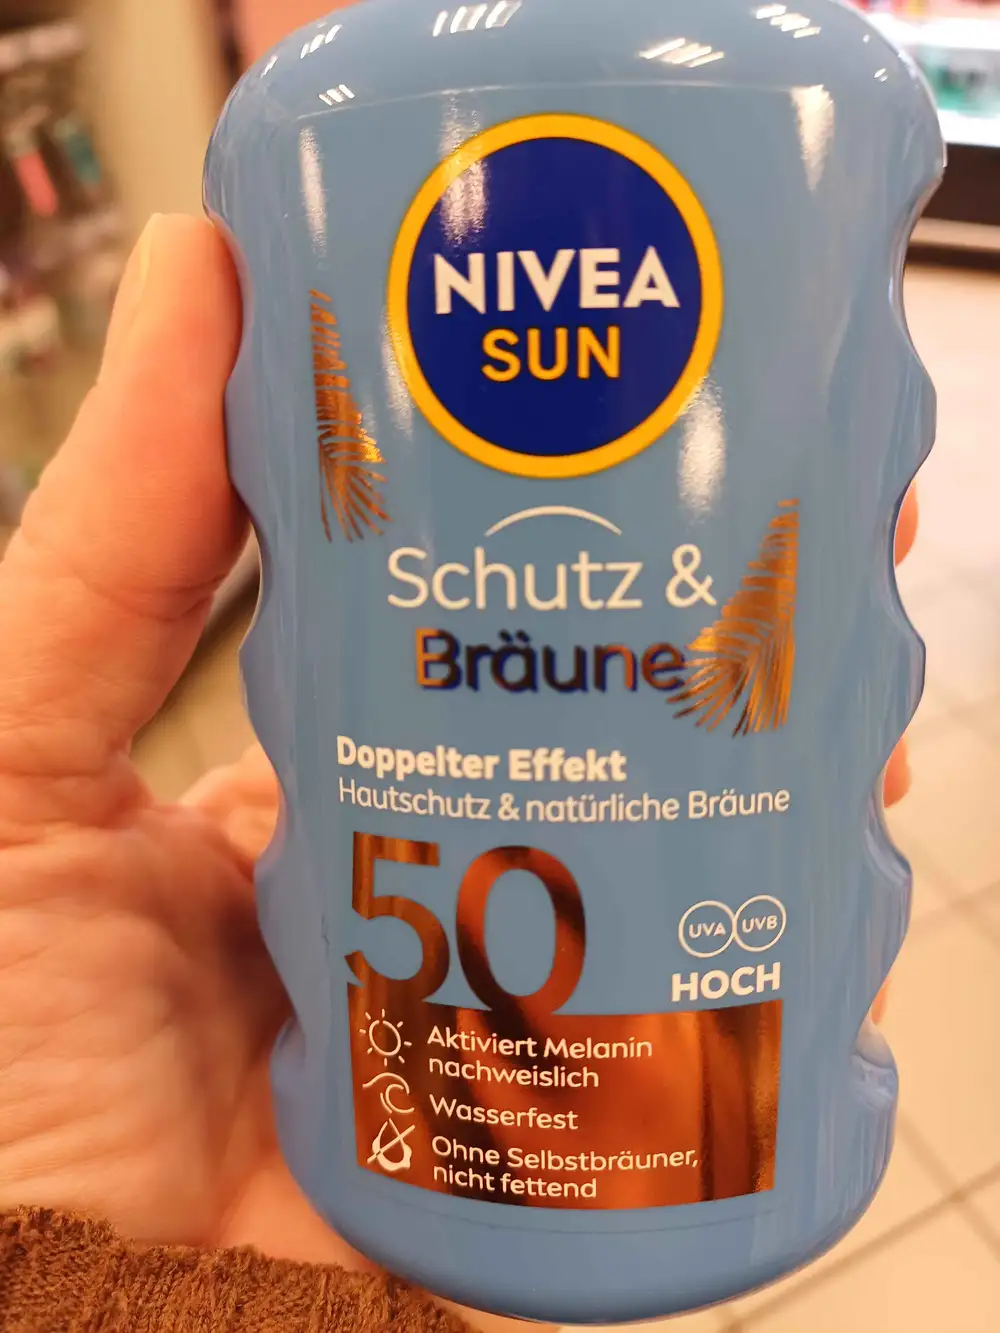 NIVEA
SUN
Schutz &
Bräune
Doppelter Effekt
Hautschutz & natürliche Bräune
50
UVA UVB
HOCH
Aktiviert Melanin
nachweislich
Wasserfest
Ohne Selbstbräuner,
nicht fettend